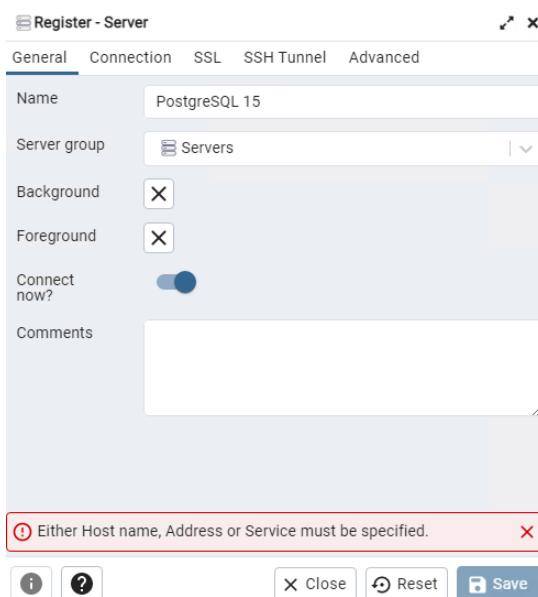 Register - Server
General Connection SSL SSH Tunnel Advanced
Name PostgreSQL 15
Server group Servers
Background
Foreground
Connect
now?
Comments
Either Host name, Address or Service must be specified.
Close Reset Save